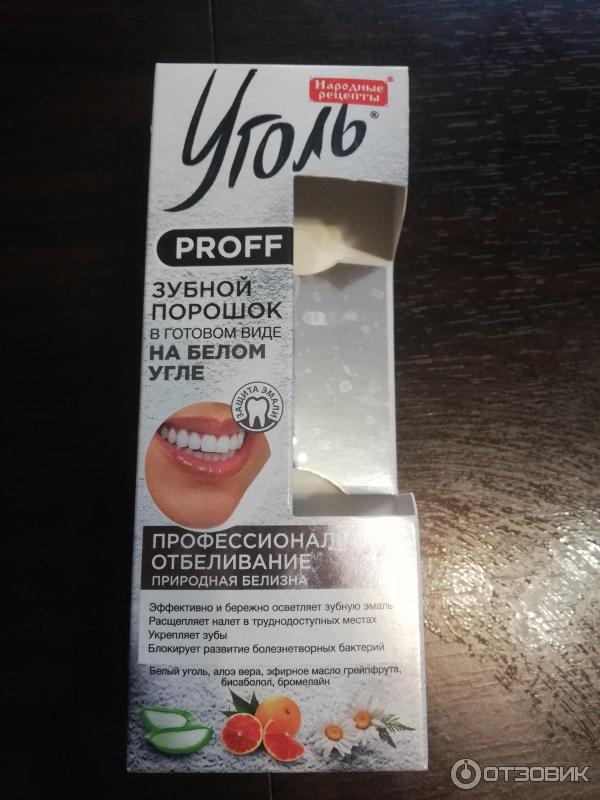 Народные
рецепты
Уголь
PROFF
ЗУБНОЙ
ПОРОШОК
В ГОТОВОМ ВИДЕ
НА БЕЛОМ
УГЛЕ
ЗАЩИТА ЭМАЛИ
ПРОФЕССИОНАЛЬ
ОТБЕЛИВАНИЕ
ПРИРОДНАЯ БЕЛИЗНА
Эффективно и бережно осветляет зубную эмаль
Расщепляет налет в труднодоступных местах
Укрепляет зубы
Блокирует развитие болезнетворных бактерий
Белый уголь, алоэ вера, эфирное масло грейпфрута,
бисаболол, бромелайн
ОТЗОВИК